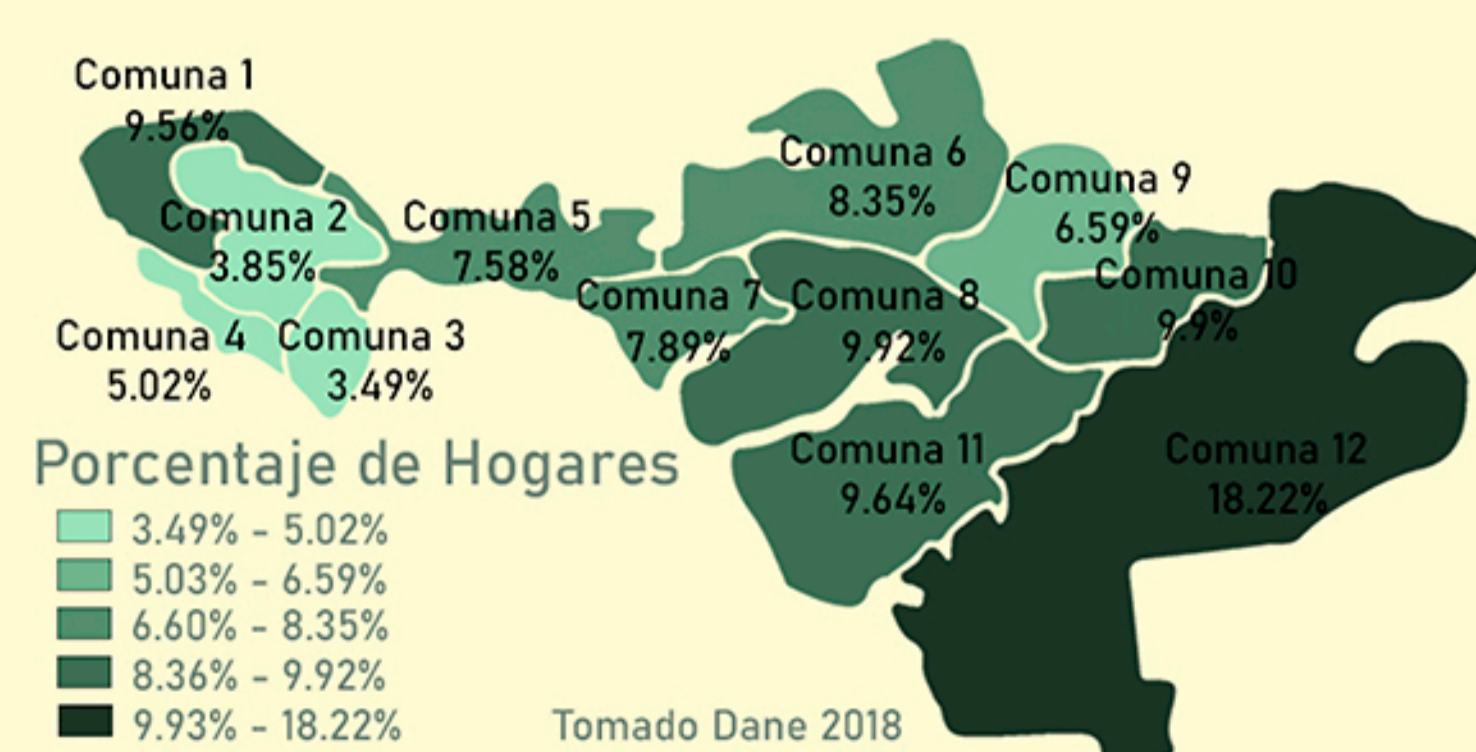 Comuna 1
9.56%
Comuna 2
3.85%
Comuna 4
5.02%
Comuna 3
3.49%
Comuna 5
7.58%
Comuna 6
8.35%
Comuna 7
7.89%
Comuna 8
9.92%
Comuna 9
6.59%
Comuna 10
9.9%
Comuna 11
9.64%
Comuna 12
18.22%
Porcentaje de Hogares
3.49% - 5.02%
5.03% - 6.59%
6.60% - 8.35%
8.36% - 9.92%
9.93% - 18.22%
Tomado Dane 2018